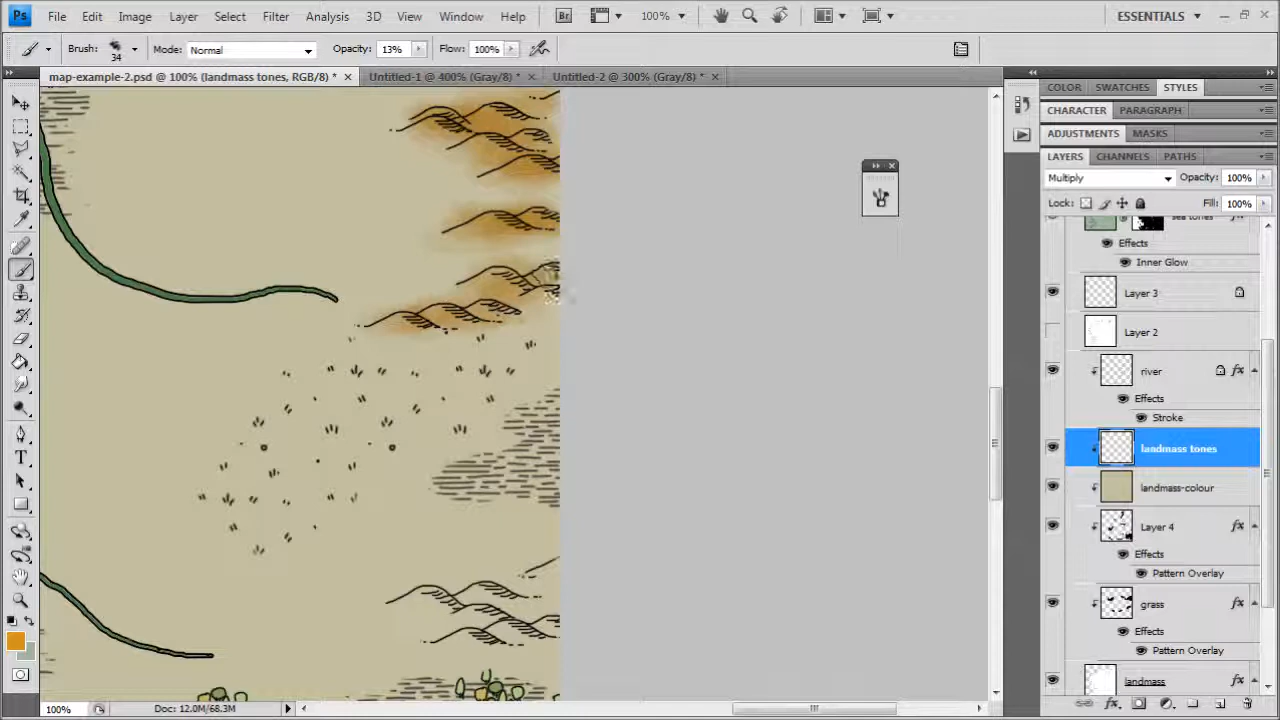 Ps File Edit Image Layer Select Filter Analysis 3D View Window Help Br 100% ESSENTIALS
Brush: 34 Mode: Normal Opacity: 13% Flow: 100%
map-example-2.psd @ 100% (landmass tones, RGB/8) * Untitled-1 @ 400% (Gray/8) * Untitled-2 @ 300% (Gray/8) *
COLOR SWATCHES STYLES
CHARACTER PARAGRAPH
ADJUSTMENTS MASKS
LAYERS CHANNELS PATHS
Multiply Opacity: 100%
Lock: Fill: 100%
sea tones fx
Effects
Inner Glow
Layer 3
Layer 2
river fx
Effects
Stroke
landmass tones
landmass-colour
Layer 4 fx
Effects
Pattern Overlay
grass fx
Effects
Pattern Overlay
landmass
100% Doc: 12.0M/68.3M